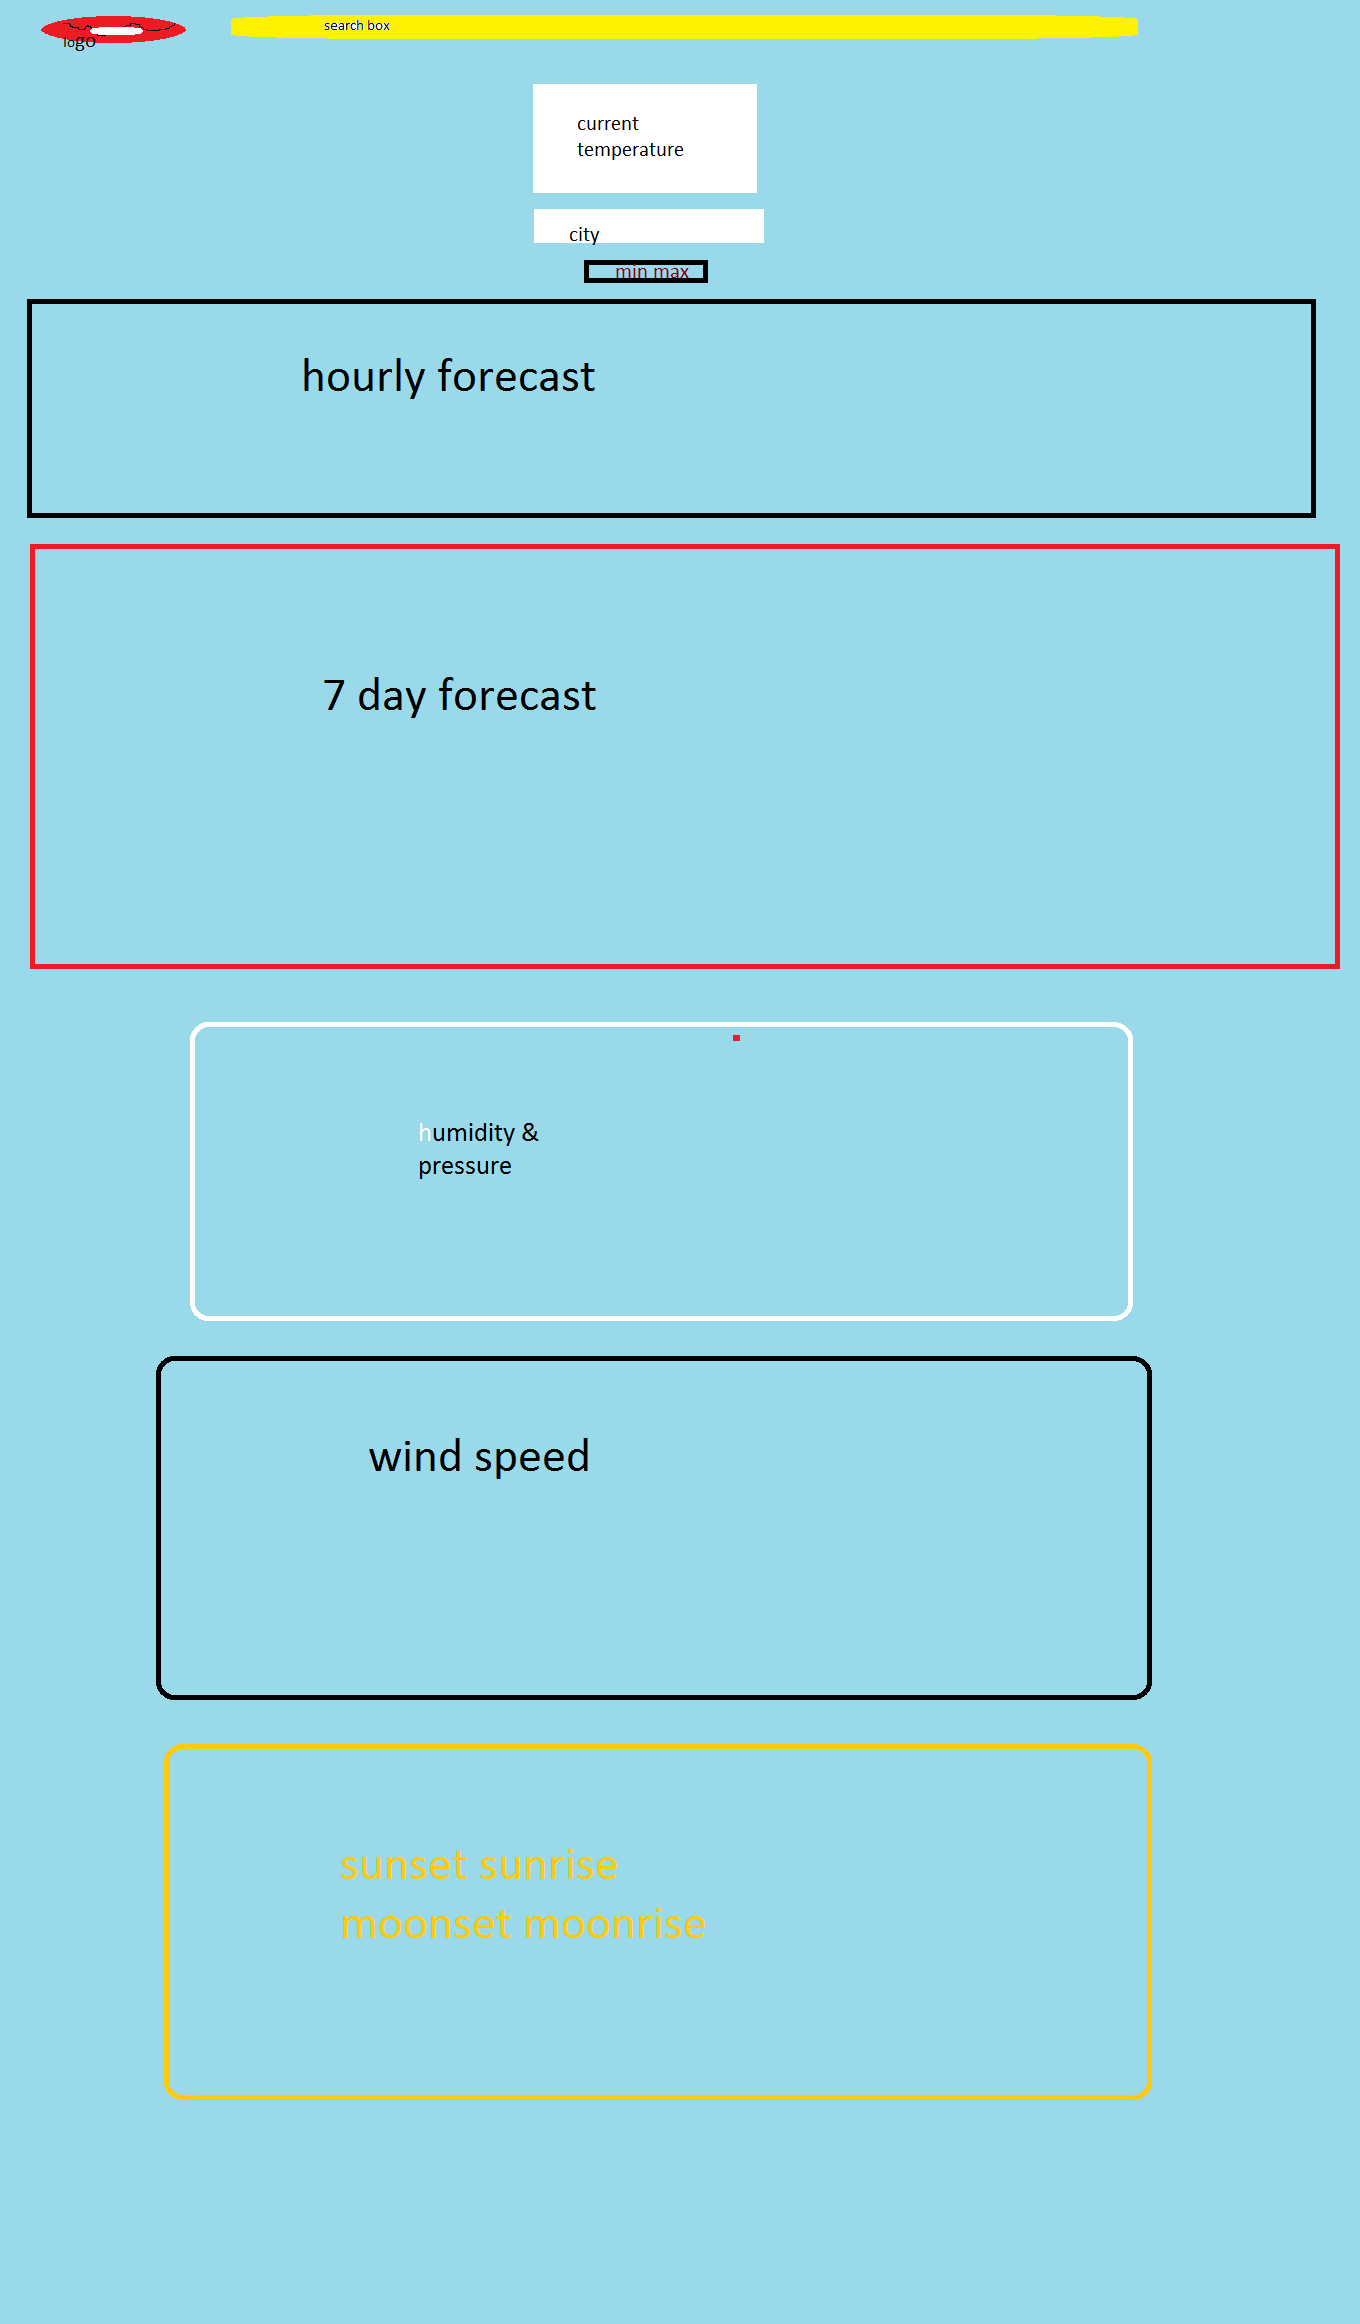 logo
search box
current
temperature
city
min max
hourly forecast
7 day forecast
humidity &
pressure
wind speed
sunset sunrise
moonset moonrise